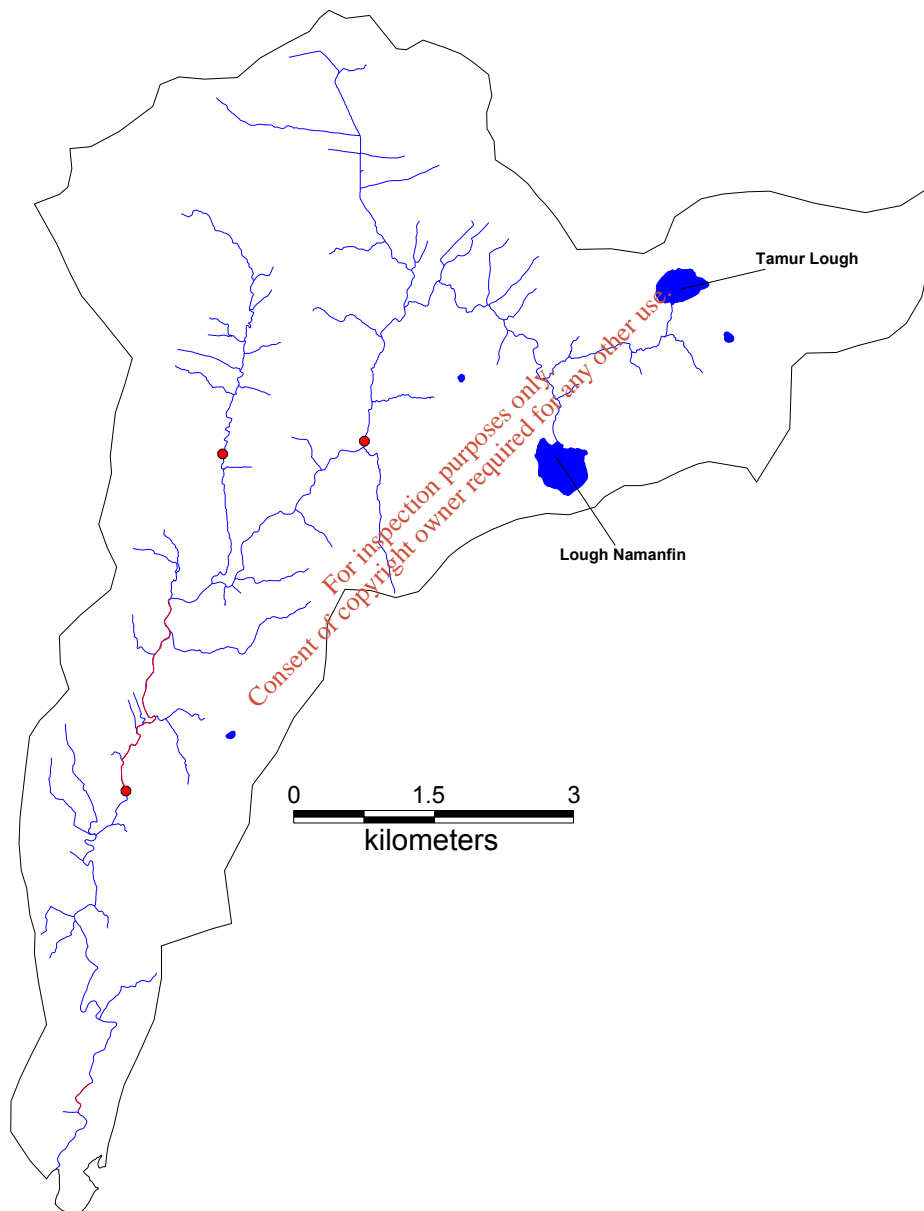 Tamur Lough
For inspection purposes only.
Consent of copyright owner required for any other use.
Lough Namanfin
0 1.5 3
kilometers